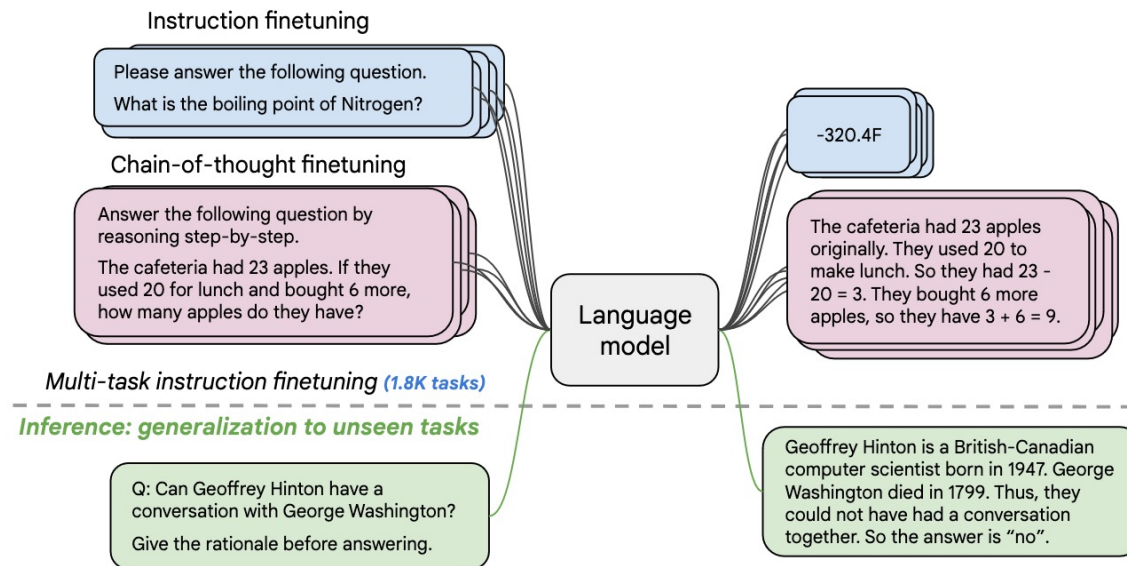 Instruction finetuning
Please answer the following question.
What is the boiling point of Nitrogen?
-320.4F
Chain-of-thought finetuning
Answer the following question by
reasoning step-by-step.
The cafeteria had 23 apples. If they
used 20 for lunch and bought 6 more,
how many apples do they have?
The cafeteria had 23 apples
originally. They used 20 to
make lunch. So they had 23 -
20 = 3. They bought 6 more
apples, so they have 3 + 6 = 9.
Language
model
Multi-task instruction finetuning (1.8K tasks)
Inference: generalization to unseen tasks
Q: Can Geoffrey Hinton have a
conversation with George Washington?
Give the rationale before answering.
Geoffrey Hinton is a British-Canadian
computer scientist born in 1947. George
Washington died in 1799. Thus, they
could not have had a conversation
together. So the answer is “no”.